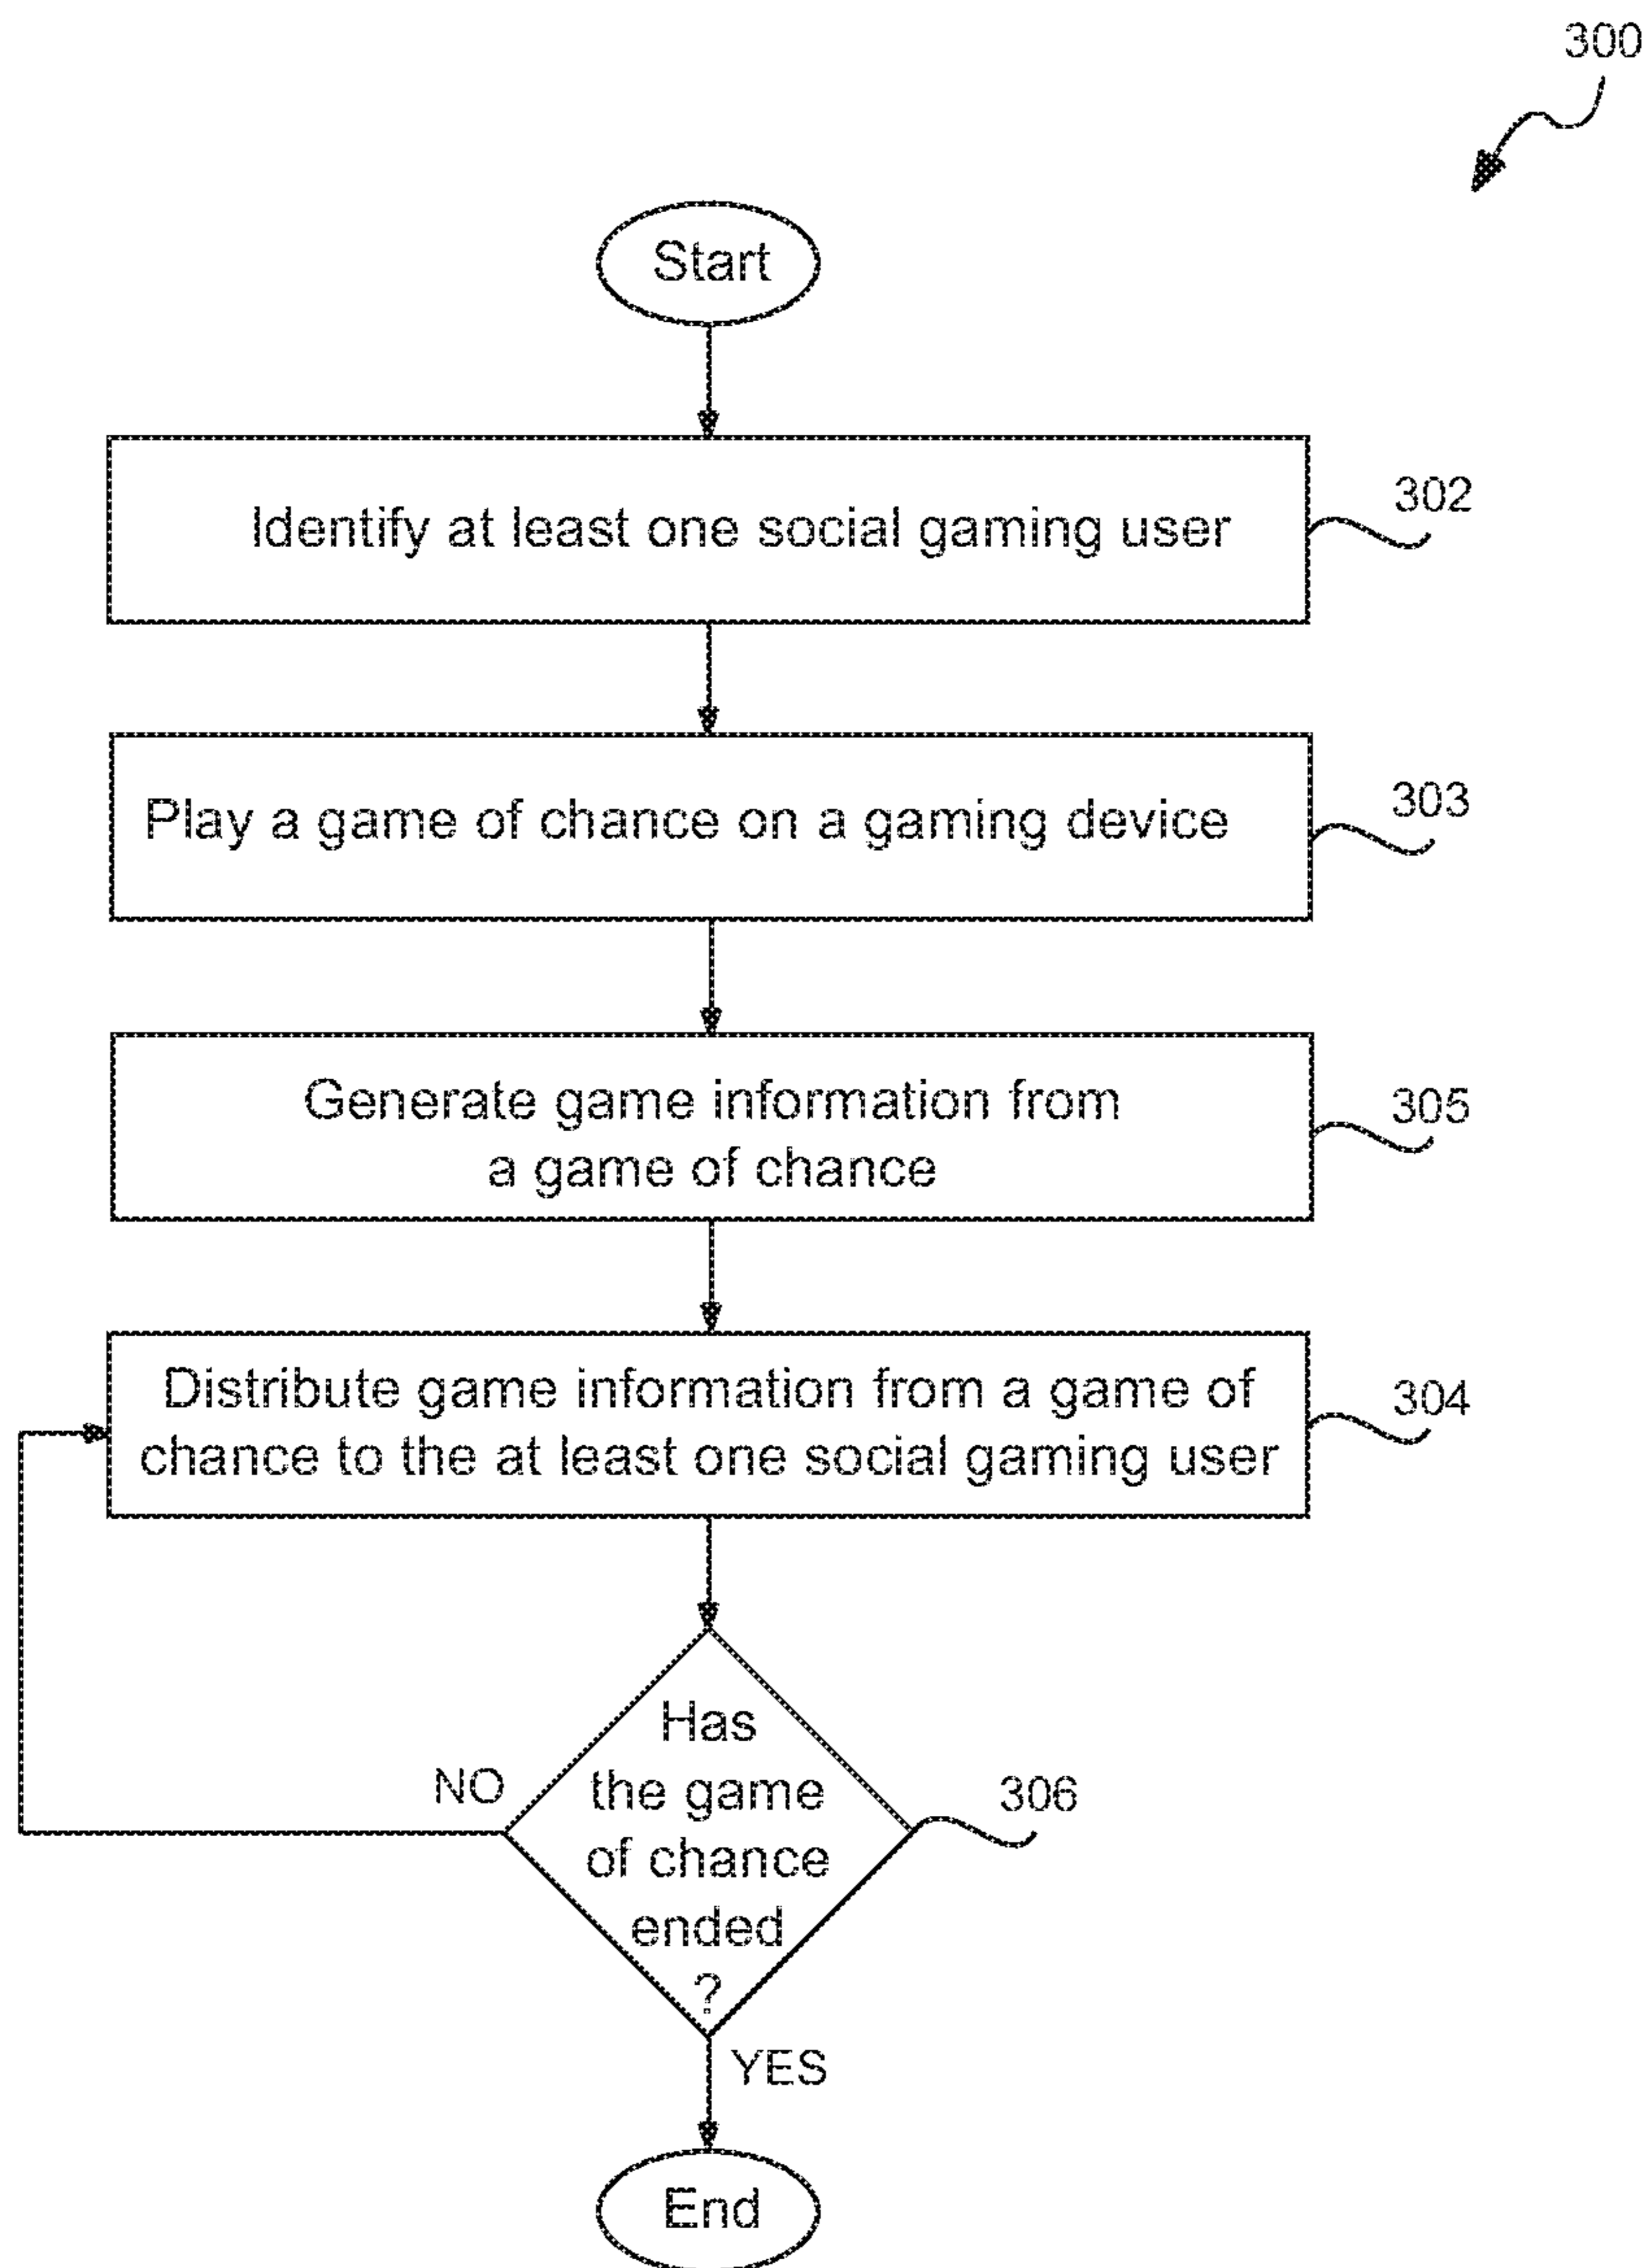 300
Start
Identify at least one social gaming user
302
Play a game of chance on a gaming device
303
Generate game information from
a game of chance
305
Distribute game information from a game of
chance to the at least one social gaming user
304
Has
the game
of chance
ended
?
NO
306
YES
End